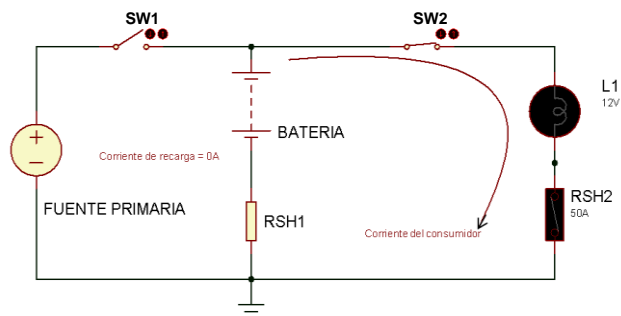 SW1
SW2
L1
12V
BATERIA
Corriente de recarga = 0A
FUENTE PRIMARIA
RSH1
RSH2
50A
Corriente del consumidor